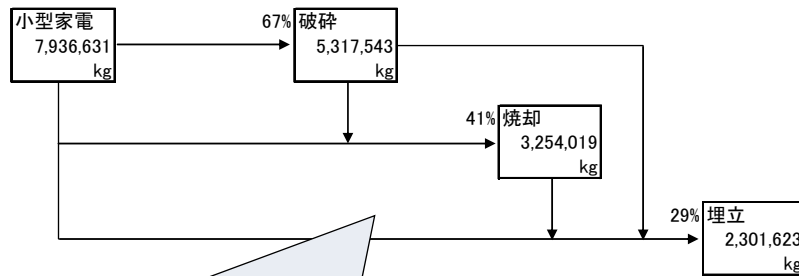 小型家電
7,936,631
kg
67%
破砕
5,317,543
kg
41%
焼却
3,254,019
kg
29%
埋立
2,301,623
kg